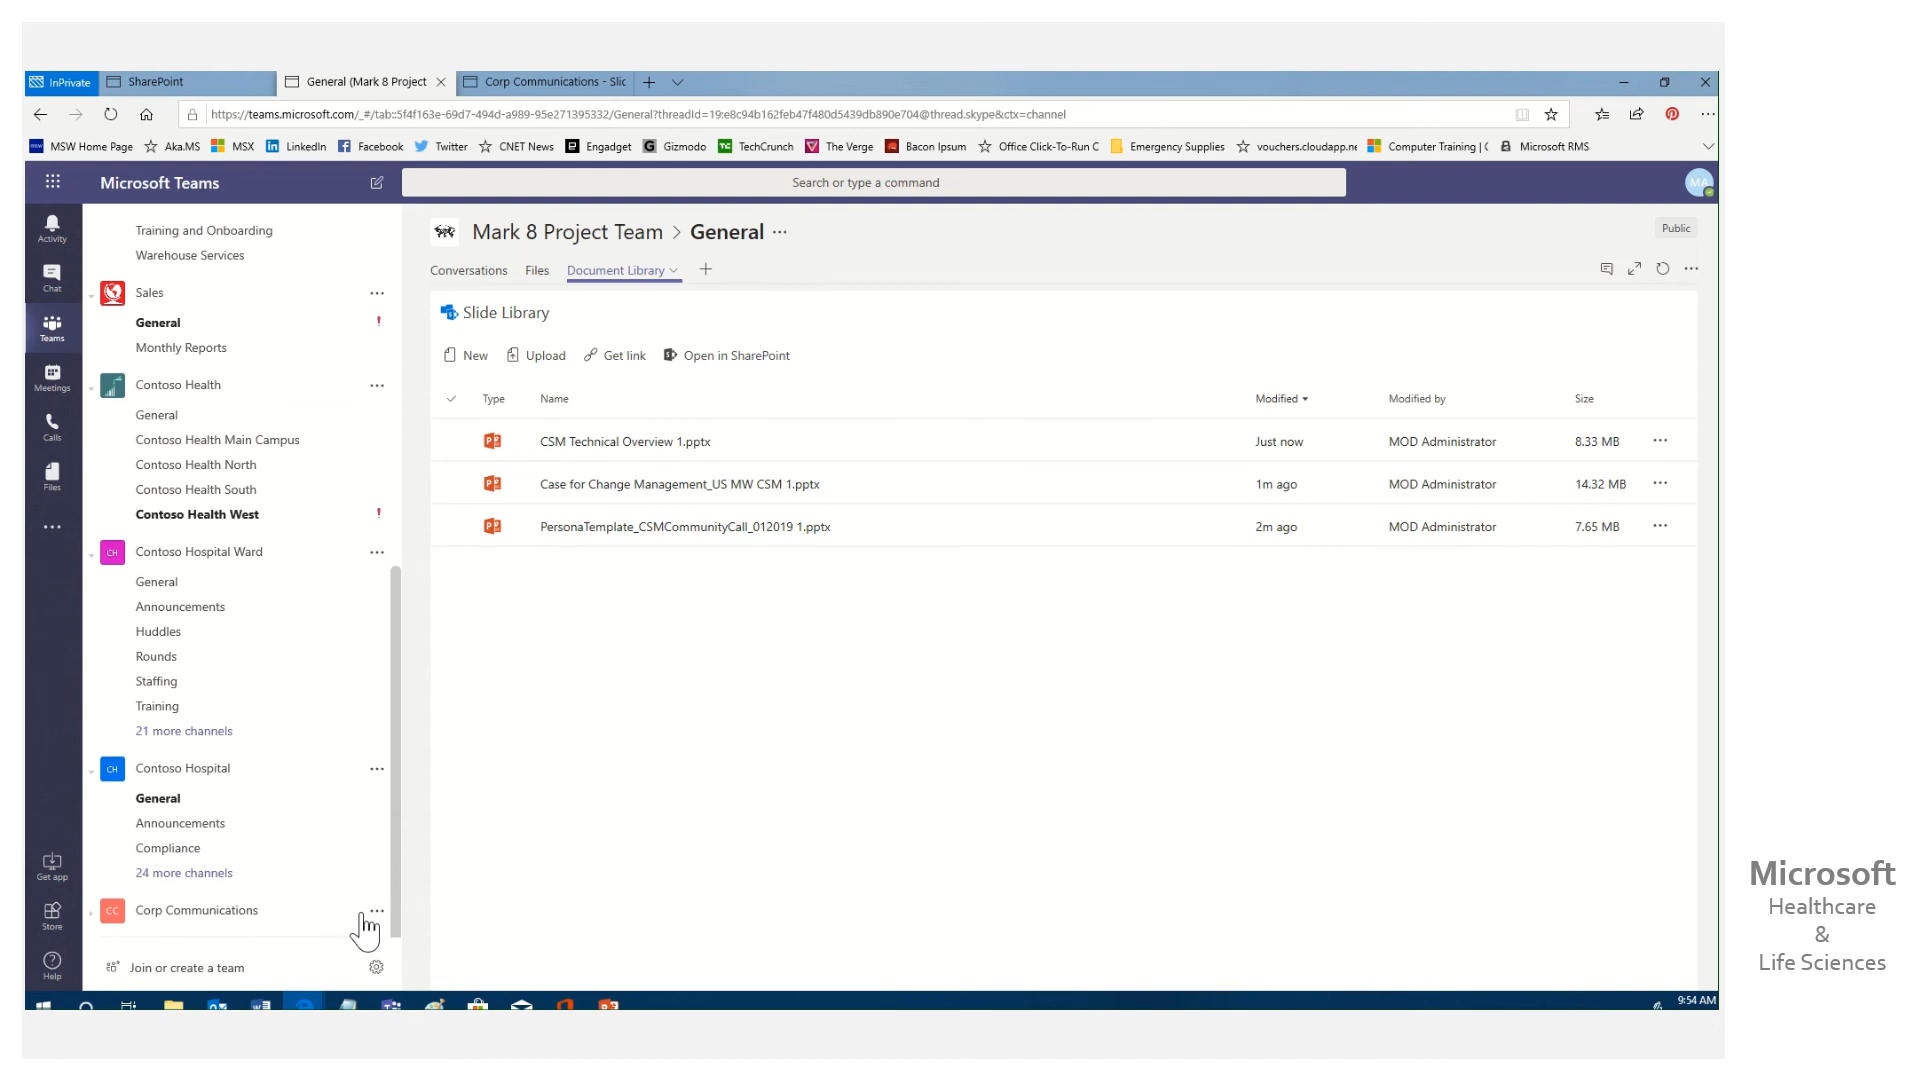 InPrivate
SharePoint
General (Mark 8 Project
Corp Communications - Slic
https://teams.microsoft.com/_#/tab::5f4f163e-69d7-494d-a989-95e271395332/General?threadId=19:e8c94b162feb47f480d5439db890e704@thread.skype&ctx=channel
MSW Home Page
Aka.MS
MSX
LinkedIn
Facebook
Twitter
CNET News
Engadget
Gizmodo
TechCrunch
The Verge
Bacon Ipsum
Office Click-To-Run C
Emergency Supplies
vouchers.cloudapp.ne
Computer Training | (
Microsoft RMS
Microsoft Teams
Search or type a command
MA
Activity
Chat
Teams
Meetings
Calls
Files
Get app
Store
Help
Training and Onboarding
Warehouse Services
Sales
General
Monthly Reports
Contoso Health
General
Contoso Health Main Campus
Contoso Health North
Contoso Health South
Contoso Health West
CH Contoso Hospital Ward
General
Announcements
Huddles
Rounds
Staffing
Training
21 more channels
CH Contoso Hospital
General
Announcements
Compliance
24 more channels
CC Corp Communications
Join or create a team
Mark 8 Project Team > General
Public
Conversations Files Document Library
Slide Library
New Upload Get link Open in SharePoint
Type Name Modified Modified by Size
CSM Technical Overview 1.pptx Just now MOD Administrator 8.33 MB
Case for Change Management_US MW CSM 1.pptx 1m ago MOD Administrator 14.32 MB
PersonaTemplate_CSMCommunityCall_012019 1.pptx 2m ago MOD Administrator 7.65 MB
9:54 AM
Microsoft
Healthcare
&
Life Sciences